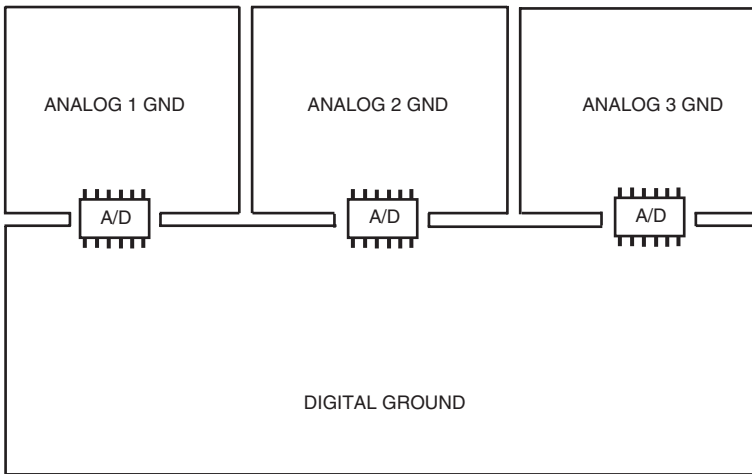 ANALOG 1 GND
ANALOG 2 GND
ANALOG 3 GND
A/D
A/D
A/D
DIGITAL GROUND